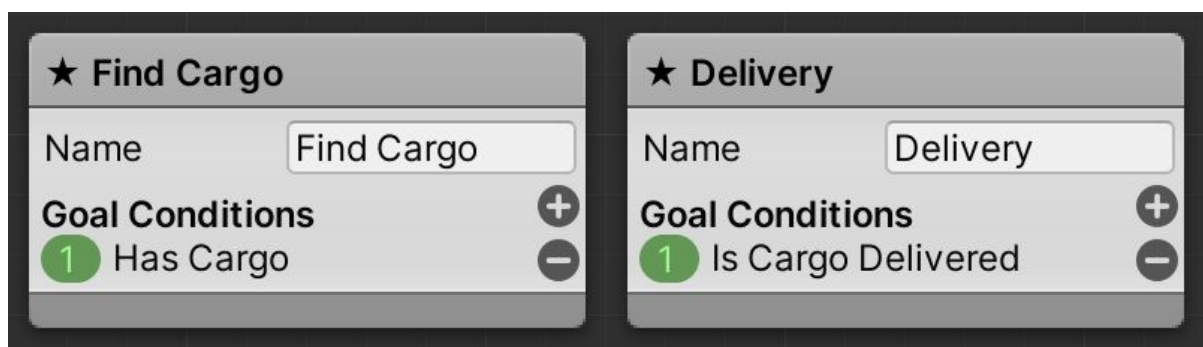 ★ Find Cargo
Name Find Cargo
Goal Conditions
1 Has Cargo
★ Delivery
Name Delivery
Goal Conditions
1 Is Cargo Delivered